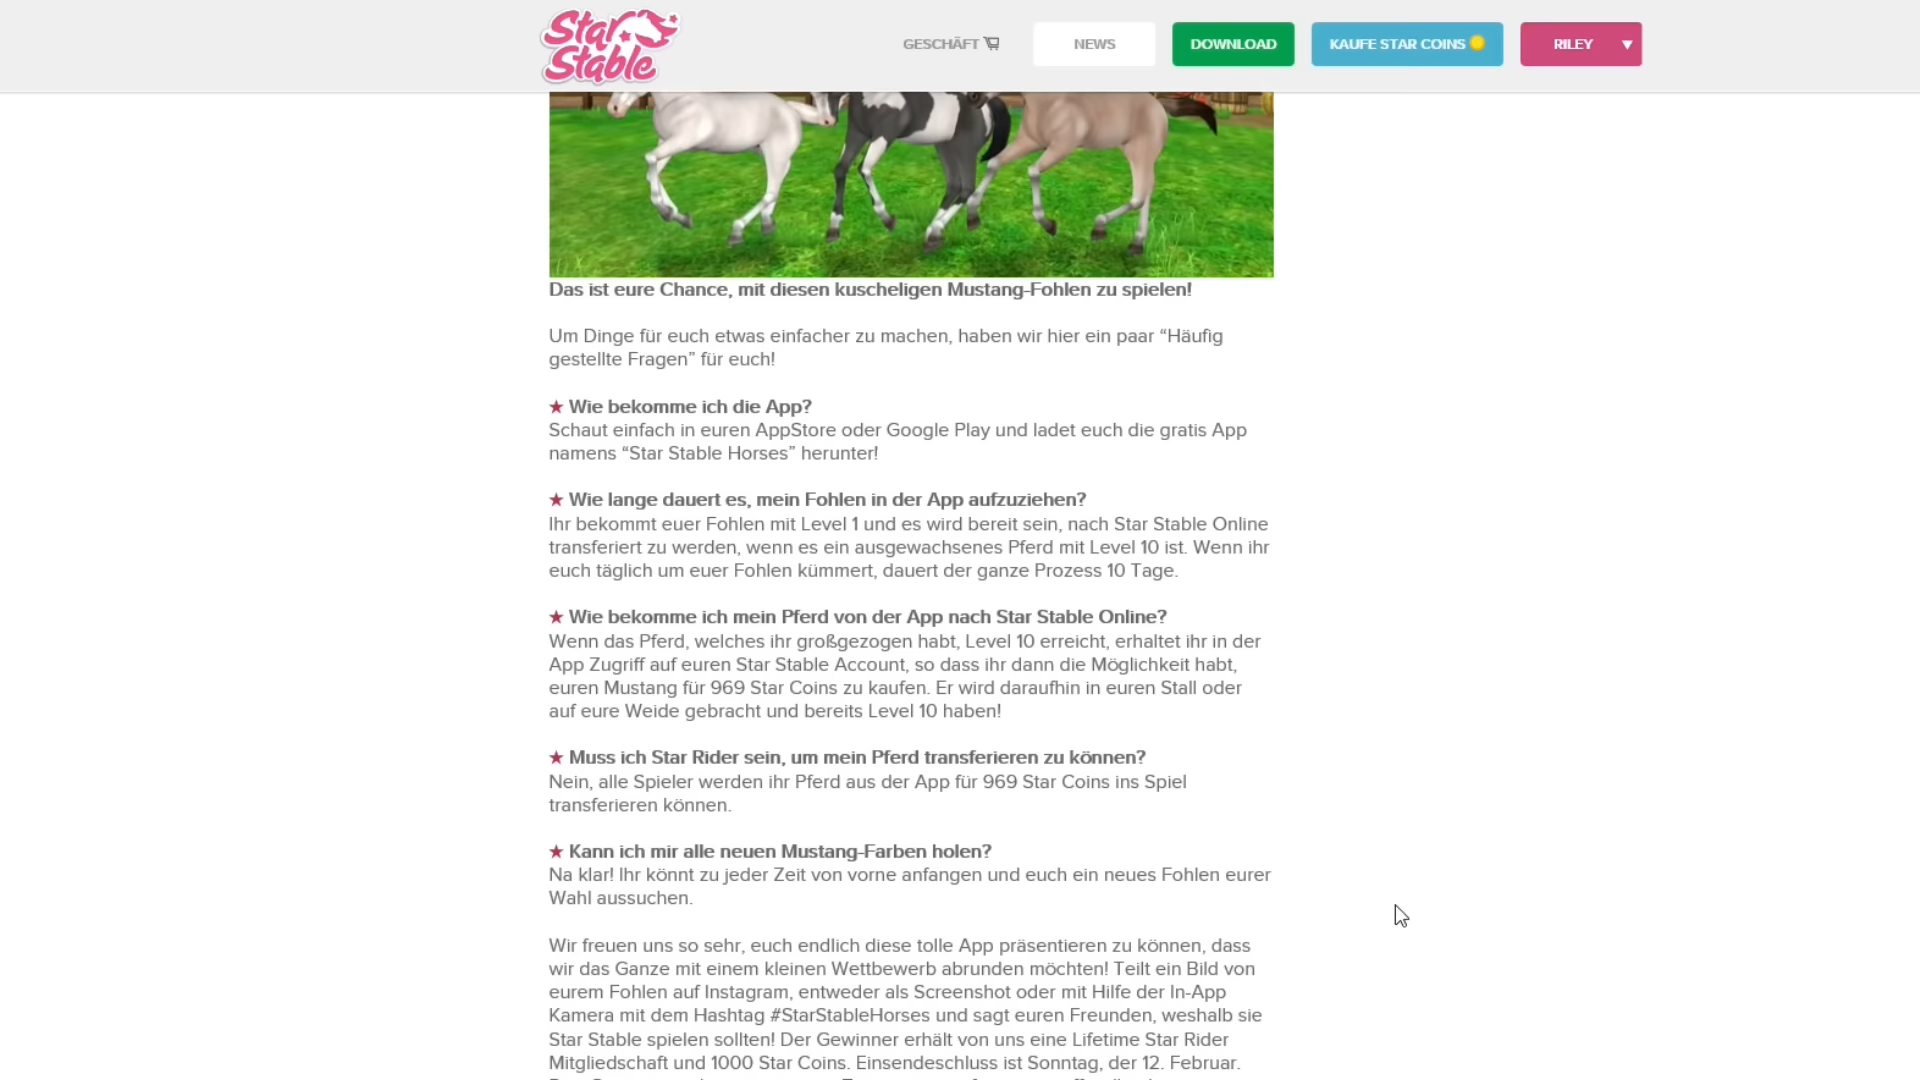 Star Stable
GESCHÄFT
NEWS
DOWNLOAD
KAUFE STAR COINS
RILEY
Das ist eure Chance, mit diesen kuscheligen Mustang-Fohlen zu spielen!
Um Dinge für euch etwas einfacher zu machen, haben wir hier ein paar “Häufig
gestellte Fragen” für euch!
★ Wie bekomme ich die App?
Schaut einfach in euren AppStore oder Google Play und ladet euch die gratis App
namens “Star Stable Horses” herunter!
★ Wie lange dauert es, mein Fohlen in der App aufzuziehen?
Ihr bekommt euer Fohlen mit Level 1 und es wird bereit sein, nach Star Stable Online
transferiert zu werden, wenn es ein ausgewachsenes Pferd mit Level 10 ist. Wenn ihr
euch täglich um euer Fohlen kümmert, dauert der ganze Prozess 10 Tage.
★ Wie bekomme ich mein Pferd von der App nach Star Stable Online?
Wenn das Pferd, welches ihr großgezogen habt, Level 10 erreicht, erhaltet ihr in der
App Zugriff auf euren Star Stable Account, so dass ihr dann die Möglichkeit habt,
euren Mustang für 969 Star Coins zu kaufen. Er wird daraufhin in euren Stall oder
auf eure Weide gebracht und bereits Level 10 haben!
★ Muss ich Star Rider sein, um mein Pferd transferieren zu können?
Nein, alle Spieler werden ihr Pferd aus der App für 969 Star Coins ins Spiel
transferieren können.
★ Kann ich mir alle neuen Mustang-Farben holen?
Na klar! Ihr könnt zu jeder Zeit von vorne anfangen und euch ein neues Fohlen eurer
Wahl aussuchen.
Wir freuen uns so sehr, euch endlich diese tolle App präsentieren zu können, dass
wir das Ganze mit einem kleinen Wettbewerb abrunden möchten! Teilt ein Bild von
eurem Fohlen auf Instagram, entweder als Screenshot oder mit Hilfe der In-App
Kamera mit dem Hashtag #StarStableHorses und sagt euren Freunden, weshalb sie
Star Stable spielen sollten! Der Gewinner erhält von uns eine Lifetime Star Rider
Mitgliedschaft und 1000 Star Coins. Einsendeschluss ist Sonntag, der 12. Februar.